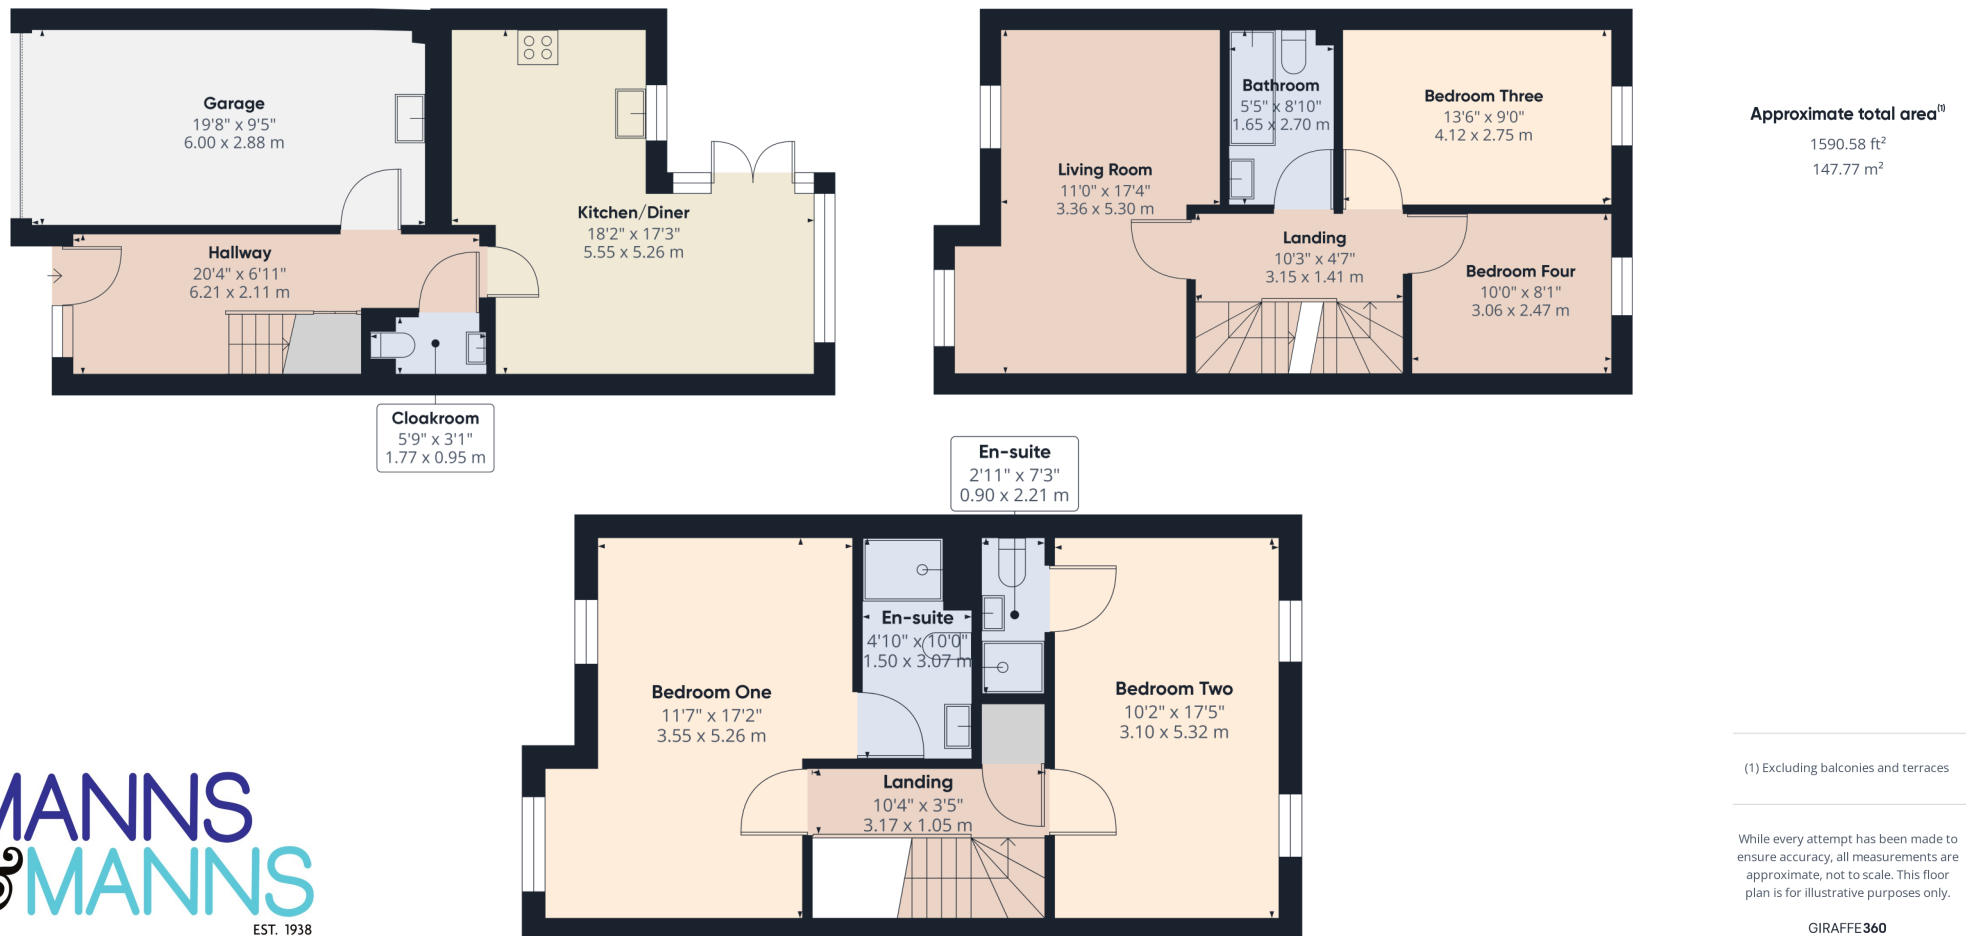 Garage
19'8" x 9'5"
6.00 x 2.88 m
Hallway
20'4" x 6'11"
6.21 x 2.11 m
Kitchen/Diner
18'2" x 17'3"
5.55 x 5.26 m
Cloakroom
5'9" x 3'1"
1.77 x 0.95 m
Living Room
11'0" x 17'4"
3.36 x 5.30 m
Bathroom
5'5" x 8'10"
1.65 x 2.70 m
Bedroom Three
13'6" x 9'0"
4.12 x 2.75 m
Landing
10'3" x 4'7"
3.15 x 1.41 m
Bedroom Four
10'0" x 8'1"
3.06 x 2.47 m
Approximate total area(1)
1590.58 ft²
147.77 m²
En-suite
2'11" x 7'3"
0.90 x 2.21 m
Bedroom One
11'7" x 17'2"
3.55 x 5.26 m
En-suite
4'10" x 10'0"
1.50 x 3.07 m
Landing
10'4" x 3'5"
3.17 x 1.05 m
Bedroom Two
10'2" x 17'5"
3.10 x 5.32 m
MANNS
&MANNS
EST. 1938
(1) Excluding balconies and terraces
While every attempt has been made to
ensure accuracy, all measurements are
approximate, not to scale. This floor
plan is for illustrative purposes only.
GIRAFFE360